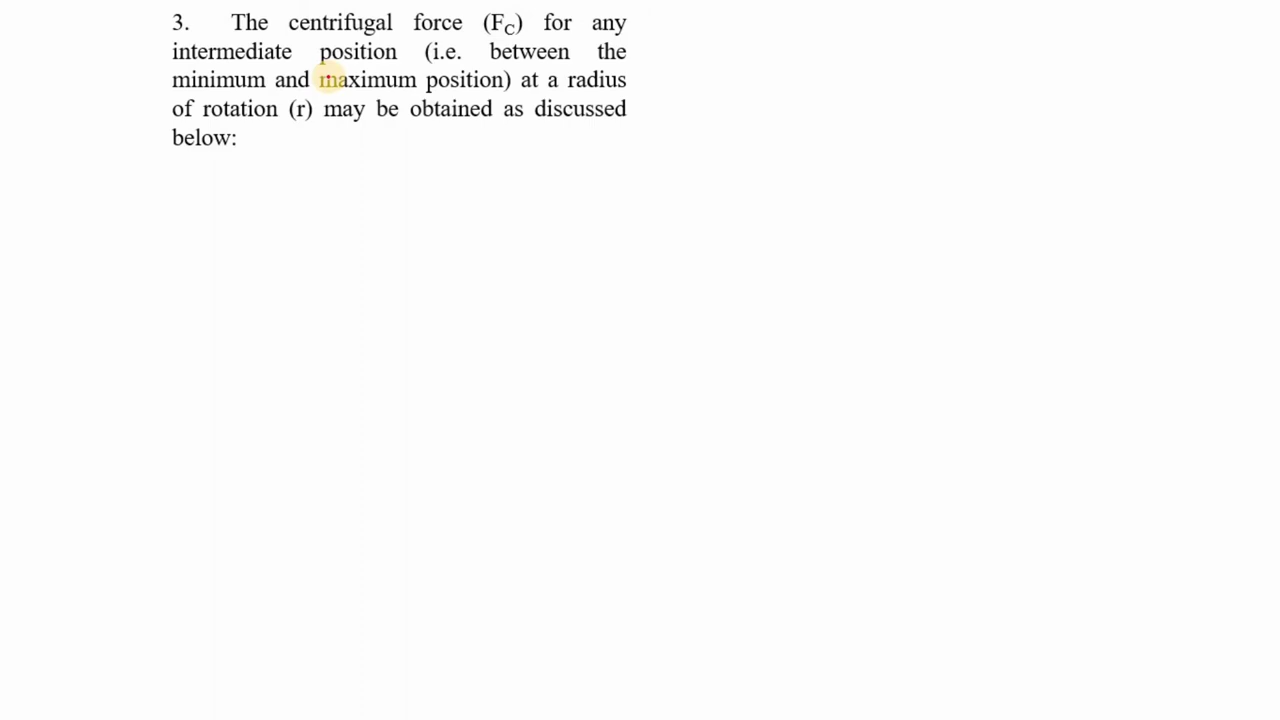 3. The centrifugal force (FC) for any
intermediate position (i.e. between the
minimum and maximum position) at a radius
of rotation (r) may be obtained as discussed
below: